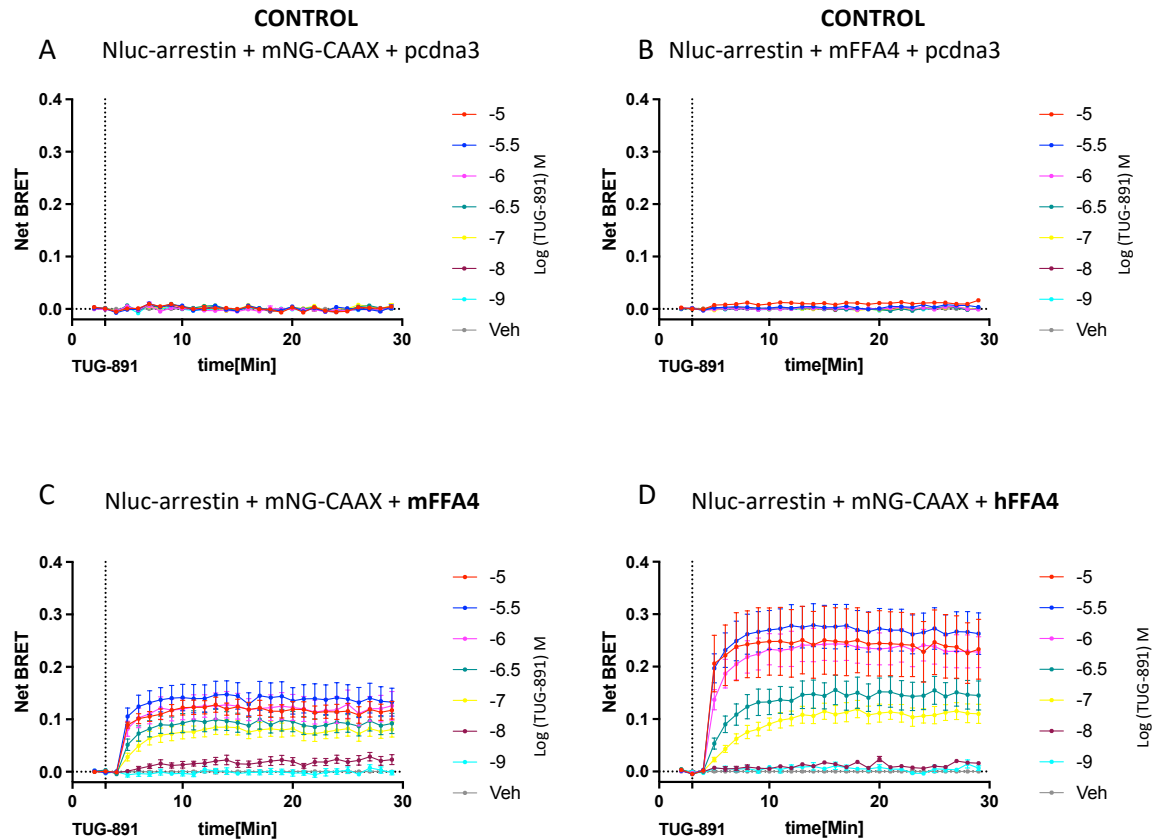 CONTROL
A
Nluc-arrestin + mNG-CAAX + pcdna3
0.4
0.3
0.2
0.1
0.0
Net BRET
0
10
20
30
TUG-891
time[Min]
-5
-5.5
-6
-6.5
-7
-8
-9
Veh
Log (TUG-891) M
CONTROL
B
Nluc-arrestin + mFFA4 + pcdna3
0.4
0.3
0.2
0.1
0.0
Net BRET
0
10
20
30
TUG-891
time[Min]
-5
-5.5
-6
-6.5
-7
-8
-9
Veh
Log (TUG-891) M
C
Nluc-arrestin + mNG-CAAX + mFFA4
0.4
0.3
0.2
0.1
0.0
Net BRET
0
10
20
30
TUG-891
time[Min]
-5
-5.5
-6
-6.5
-7
-8
-9
Veh
Log (TUG-891) M
D
Nluc-arrestin + mNG-CAAX + hFFA4
0.4
0.3
0.2
0.1
0.0
Net BRET
0
10
20
30
TUG-891
time[Min]
-5
-5.5
-6
-6.5
-7
-8
-9
Veh
Log (TUG-891) M